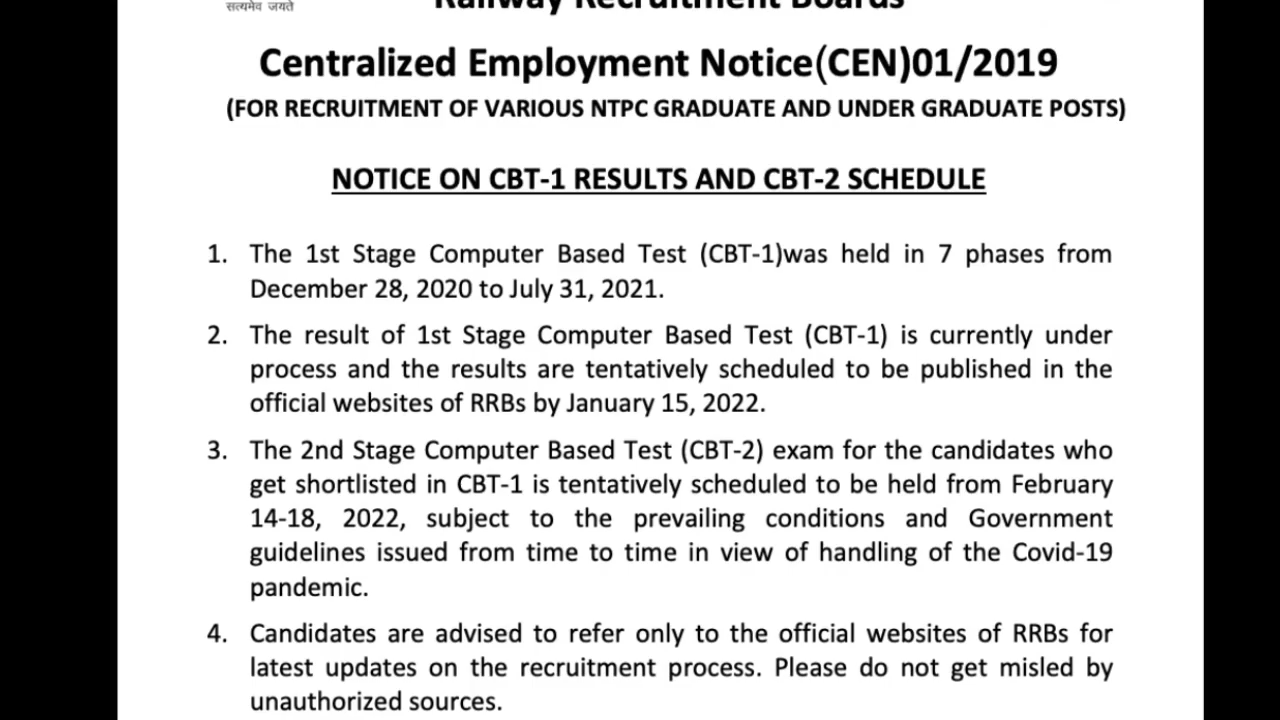 सत्यमेव जयते
Railway Recruitment Boards
Centralized Employment Notice(CEN)01/2019
(FOR RECRUITMENT OF VARIOUS NTPC GRADUATE AND UNDER GRADUATE POSTS)
NOTICE ON CBT-1 RESULTS AND CBT-2 SCHEDULE
1. The 1st Stage Computer Based Test (CBT-1)was held in 7 phases from
December 28, 2020 to July 31, 2021.
2. The result of 1st Stage Computer Based Test (CBT-1) is currently under
process and the results are tentatively scheduled to be published in the
official websites of RRBs by January 15, 2022.
3. The 2nd Stage Computer Based Test (CBT-2) exam for the candidates who
get shortlisted in CBT-1 is tentatively scheduled to be held from February
14-18, 2022, subject to the prevailing conditions and Government
guidelines issued from time to time in view of handling of the Covid-19
pandemic.
4. Candidates are advised to refer only to the official websites of RRBs for
latest updates on the recruitment process. Please do not get misled by
unauthorized sources.